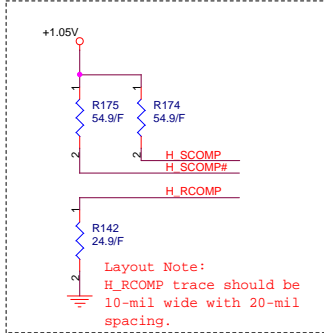 +1.05V
1
1
R175
54.9/F
R174
54.9/F
2
2
H_SCOMP
H_SCOMP#
H_RCOMP
1
R142
24.9/F
2
Layout Note:
H_RCOMP trace should be
10-mil wide with 20-mil
spacing.